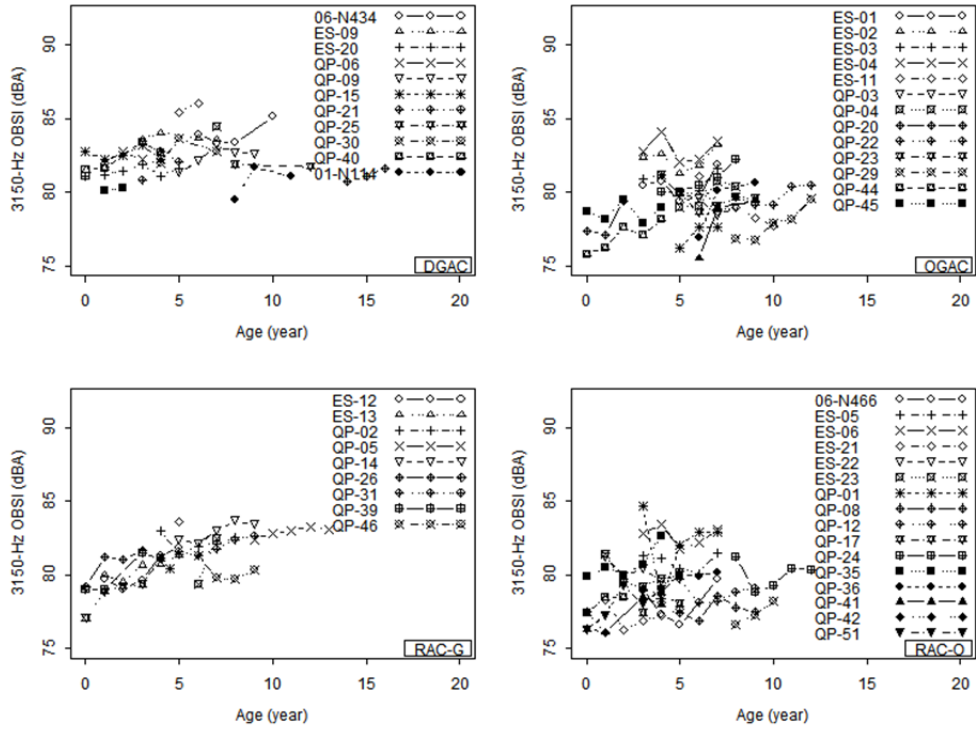 3150-Hz OBSI (dBA)
90
85
80
75
06-N434
ES-09
ES-20
QP-06
QP-09
QP-15
QP-21
QP-25
QP-30
QP-40
01-N114
DGAC
0 5 10 15 20
Age (year)
3150-Hz OBSI (dBA)
90
85
80
75
ES-01
ES-02
ES-03
ES-04
ES-11
QP-03
QP-04
QP-20
QP-22
QP-23
QP-29
QP-44
QP-45
OGAC
0 5 10 15 20
Age (year)
3150-Hz OBSI (dBA)
90
85
80
75
ES-12
ES-13
QP-02
QP-05
QP-14
QP-26
QP-31
QP-39
QP-46
RAC-G
0 5 10 15 20
Age (year)
3150-Hz OBSI (dBA)
90
85
80
75
06-N466
ES-05
ES-06
ES-21
ES-22
ES-23
QP-01
QP-08
QP-12
QP-17
QP-24
QP-35
QP-36
QP-41
QP-42
QP-51
RAC-O
0 5 10 15 20
Age (year)